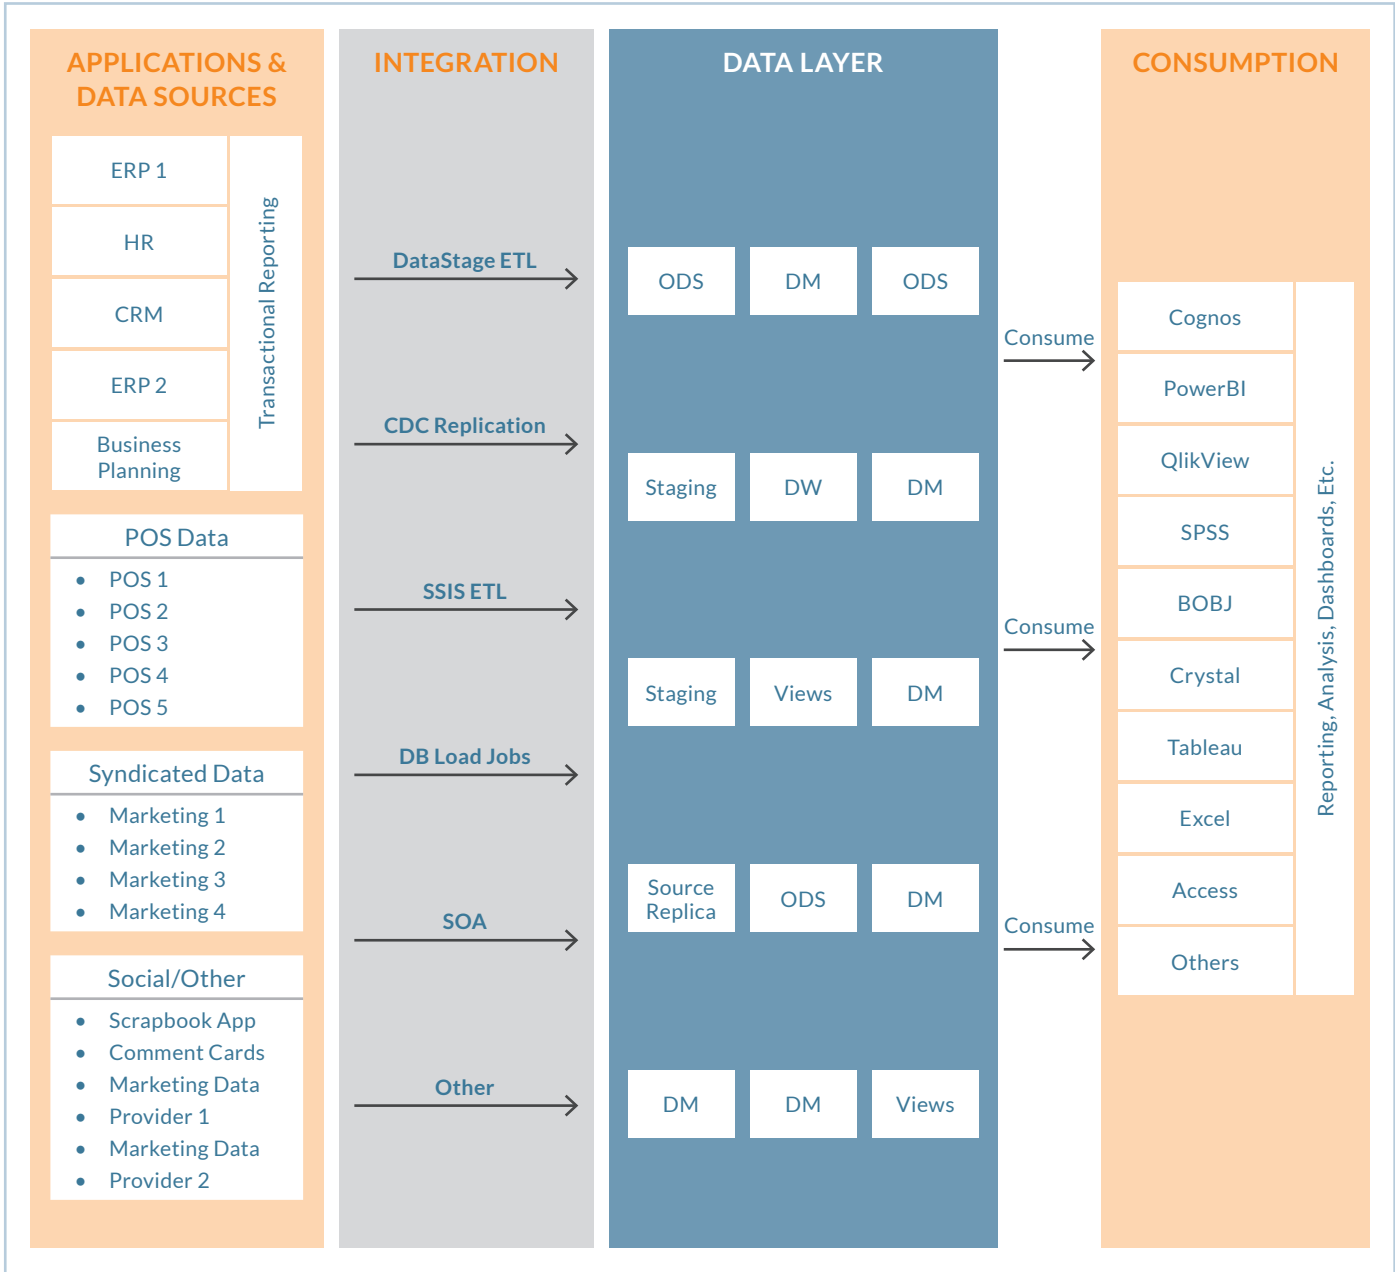 APPLICATIONS &
DATA SOURCES
ERP 1
HR
CRM
ERP 2
Business
Planning
Transactional Reporting
POS Data
• POS 1
• POS 2
• POS 3
• POS 4
• POS 5
Syndicated Data
• Marketing 1
• Marketing 2
• Marketing 3
• Marketing 4
Social/Other
• Scrapbook App
• Comment Cards
• Marketing Data
• Provider 1
• Marketing Data
• Provider 2
INTEGRATION
DataStage ETL
CDC Replication
SSIS ETL
DB Load Jobs
SOA
Other
DATA LAYER
ODS
DM
ODS
Staging
DW
DM
Staging
Views
DM
Source
Replica
ODS
DM
DM
DM
Views
Consume
Consume
Consume
CONSUMPTION
Cognos
PowerBI
QlikView
SPSS
BOBJ
Crystal
Tableau
Excel
Access
Others
Reporting, Analysis, Dashboards, Etc.